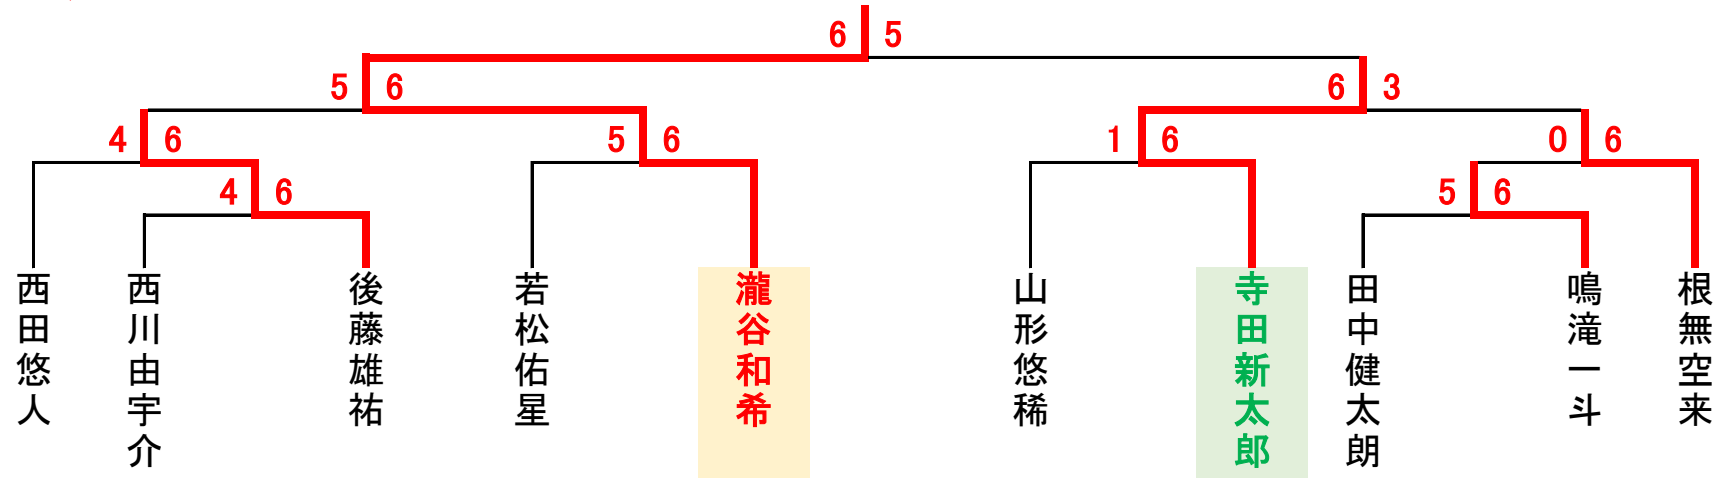 6 5
5 6
6 3
4 6
5 6
1 6
0 6
4 6
5 6
西田悠人
西川由宇介
後藤雄祐
若松佑星
瀧谷和希
山形悠稀
寺田新太郎
田中健太朗
鳴滝一斗
根無空来